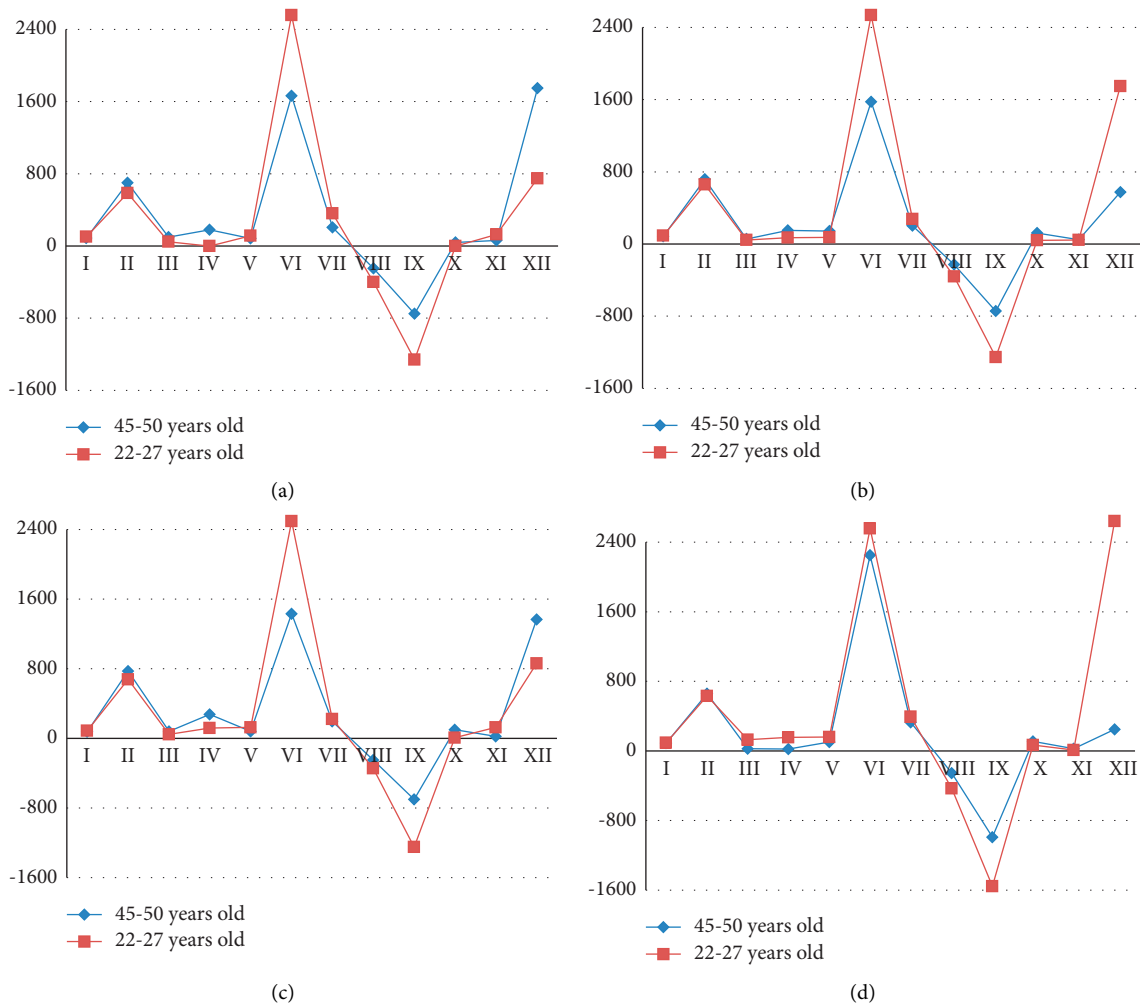 2400
1600
800
0
-800
-1600
I II III IV V VI VII VIII IX X XI XII
45-50 years old
22-27 years old
(a)
2400
1600
800
0
-800
-1600
I II III IV V VI VII VIII IX X XI XII
45-50 years old
22-27 years old
(b)
2400
1600
800
0
-800
-1600
I II III IV V VI VII VIII IX X XI XII
45-50 years old
22-27 years old
(c)
2400
1600
800
0
-800
-1600
I II III IV V VI VII VIII IX X XI XII
45-50 years old
22-27 years old
(d)